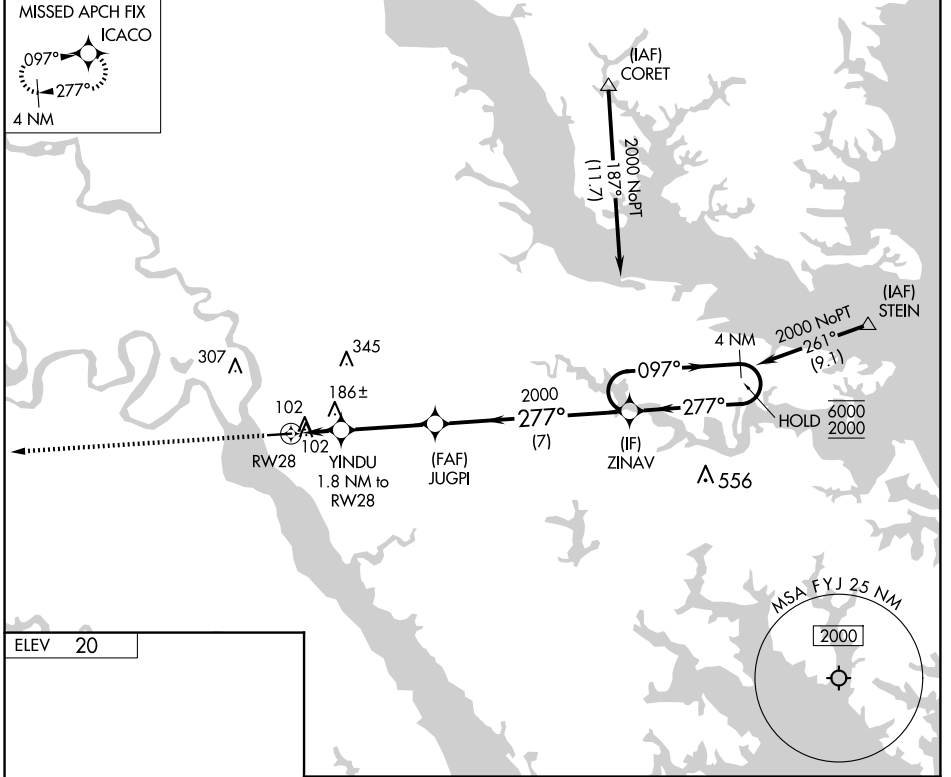 MISSED APCH FIX
ICACO
097°
277°
4 NM
(IAF)
CORET
2000 NoPT
187°
(11.7)
(IAF)
STEIN
2000 NoPT
261°
(9.1)
4 NM
097°
277°
HOLD
6000
2000
307
345
186±
102
102
2000
277°
(7)
RW28
YINDU
1.8 NM to
RW28
(FAF)
JUGPI
(IF)
ZINAV
556
MSA FYJ 25 NM
2000
ELEV 20